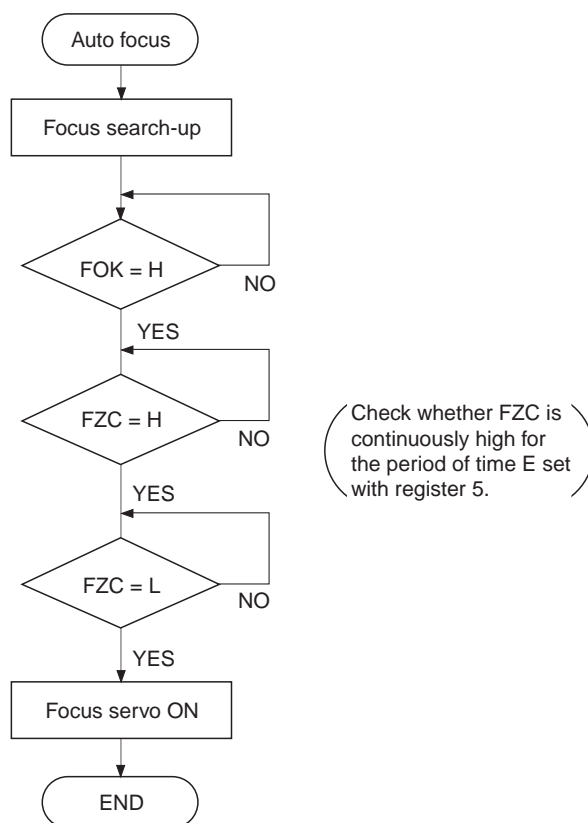 Auto focus
Focus search-up
FOK = H
NO
YES
FZC = H
NO
Check whether FZC is
continuously high for
the period of time E set
with register 5.
YES
FZC = L
NO
YES
Focus servo ON
END